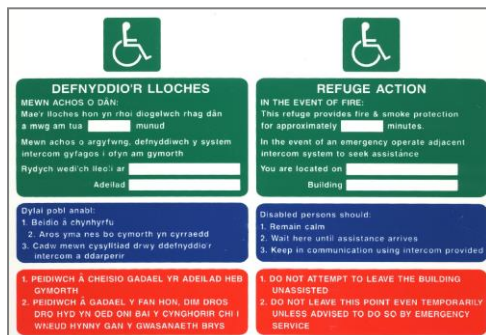 DEFNYDDIO'R LLOCHES
MEWN ACHOS O DÂN:
Mae'r lloches hon yn rhoi diogelwch rhag dân
a mwg am tua munud
Mewn achos o argyfwng, defnyddiwch y system
intercom gyfagos i ofyn am gymorth
Rydych wedi'ch lleoli ar
Adeilad
Dylai pobl anabl:
1. Beidio â chynhyrfu
2. Aros yma nes bo cymorth yn cyrraedd
3. Cadw mewn cysylltiad drwy ddefnyddio'r
intercom a ddarperir
1. PEIDIWCH Â CHEISIO GADAEL YR ADEILAD HEB
GYMORTH
2. PEIDIWCH Â GADAEL Y FAN HON, DIM DROS
DRO HYD YN OED ONI BAI Y CYNGHORIR CHI I
WNEUD HYNNY GAN Y GWASANAETH BRYS
REFUGE ACTION
IN THE EVENT OF FIRE:
This refuge provides fire & smoke protection
for approximately minutes.
In the event of an emergency operate adjacent
intercom system to seek assistance
You are located on
Building
Disabled persons should:
1. Remain calm
2. Wait here until assistance arrives
3. Keep in communication using intercom provided
1. DO NOT ATTEMPT TO LEAVE THE BUILDING
UNASSISTED
2. DO NOT LEAVE THIS POINT EVEN TEMPORARILY
UNLESS ADVISED TO DO SO BY EMERGENCY
SERVICE